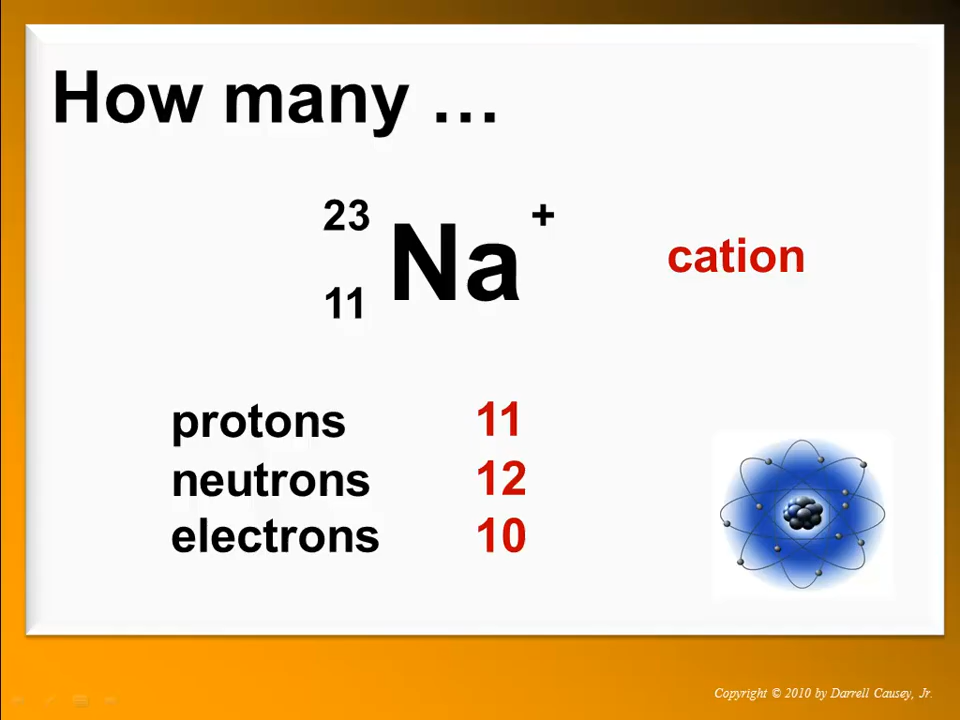 How many …
23
Na
+
11
cation
protons 11
neutrons 12
electrons 10
Copyright © 2010 by Darrell Causey, Jr.